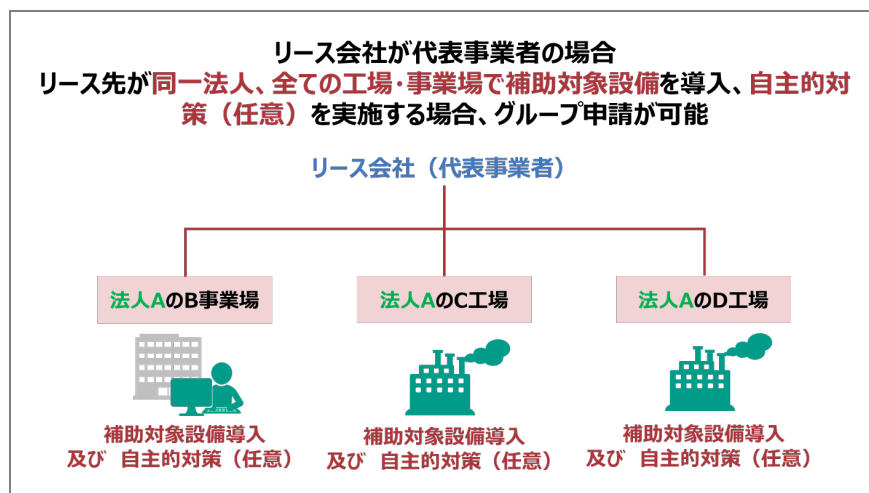 リース会社が代表事業者の場合
リース先が同一法人、全ての工場・事業場で補助対象設備を導入、自主的対
策（任意）を実施する場合、グループ申請が可能
リース会社（代表事業者）
法人AのB事業場
法人AのC工場
法人AのD工場
補助対象設備導入
及び 自主的対策（任意）
補助対象設備導入
及び 自主的対策（任意）
補助対象設備導入
及び 自主的対策（任意）